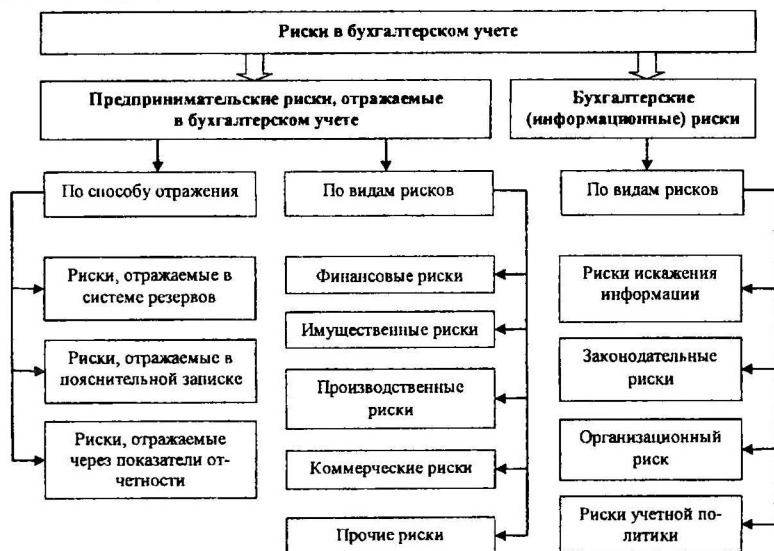 Риски в бухгалтерском учете
Предпринимательские риски, отражаемые
в бухгалтерском учете
Бухгалтерские
(информационные) риски
По способу отражения
По видам рисков
По видам рисков
Риски, отражаемые в
системе резервов
Риски, отражаемые в
пояснительной записке
Риски, отражаемые
через показатели от-
четности
Финансовые риски
Имущественные риски
Производственные
риски
Коммерческие риски
Прочие риски
Риски искажения
информации
Законодательные
риски
Организационный
риск
Риски учетной по-
литики